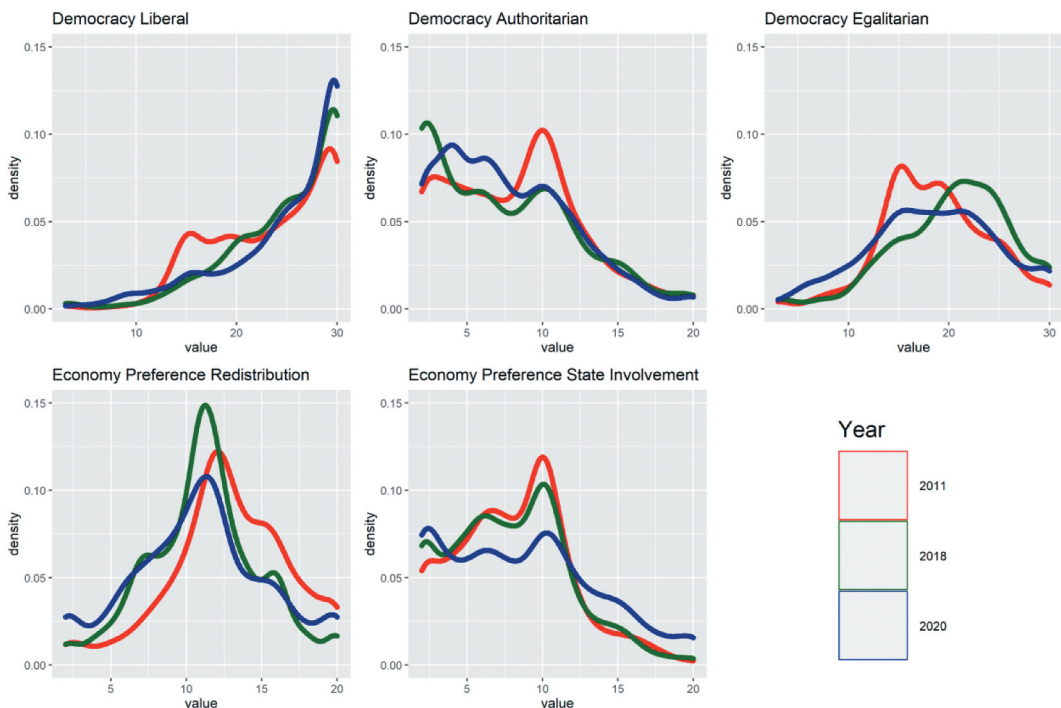 Democracy Liberal
0.15
0.10
0.05
0.00
density
10
20
30
value
Democracy Authoritarian
0.15
0.10
0.05
0.00
density
5
10
15
20
value
Democracy Egalitarian
0.15
0.10
0.05
0.00
density
10
20
30
value
Economy Preference Redistribution
0.15
0.10
0.05
0.00
density
5
10
15
20
value
Economy Preference State Involvement
0.15
0.10
0.05
0.00
density
5
10
15
20
value
Year
2011
2018
2020